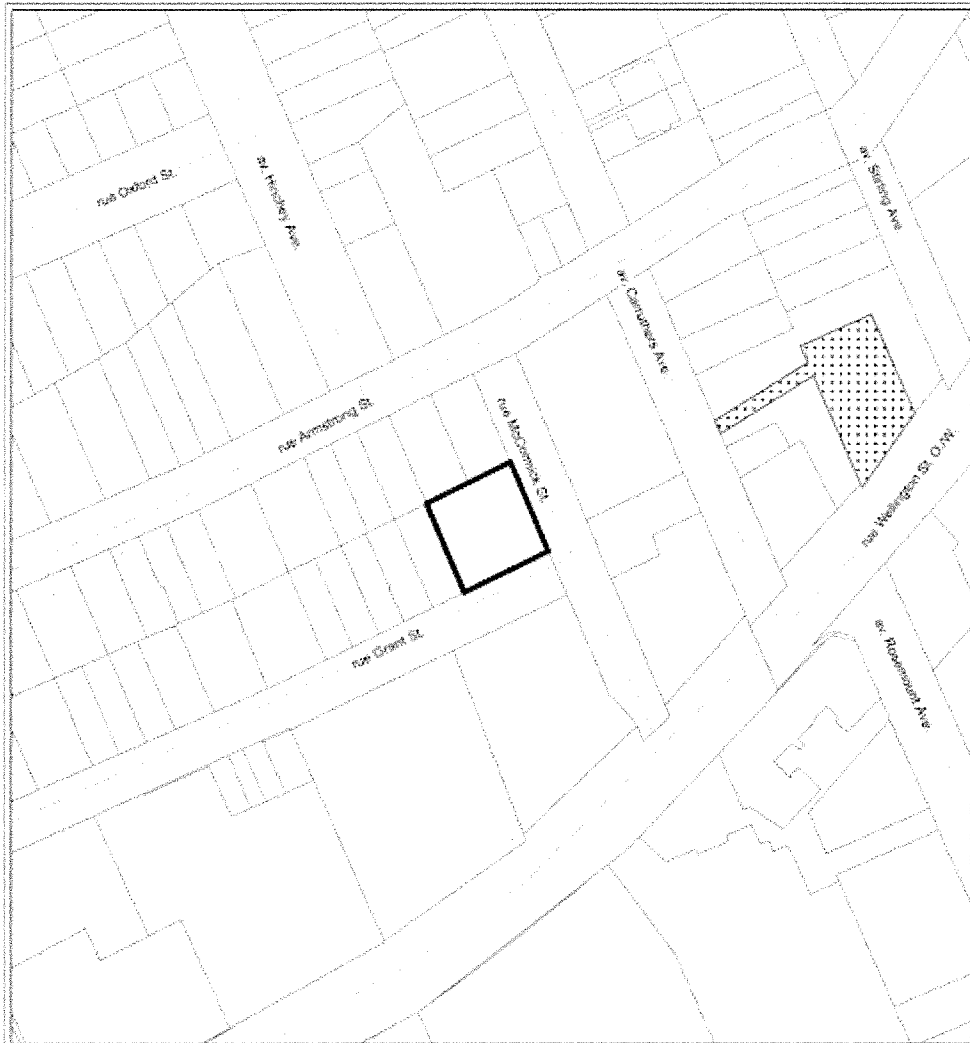 rue Oxford St.
av. Hinchey Ave.
av. Stirling Ave.
av. Carruthers Ave.
rue Armstrong St.
rue McCormick St.
rue Wellington St. O./W.
rue Grant St.
av. Rosemount Ave.